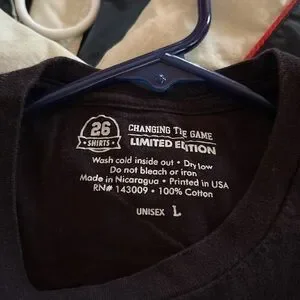 26
SHIRTS
CHANGING THE GAME
LIMITED EDITION
Wash cold inside out • Dry low
Do not bleach or iron
Made in Nicaragua • Printed in USA
RN# 143009 • 100% Cotton
UNISEX L